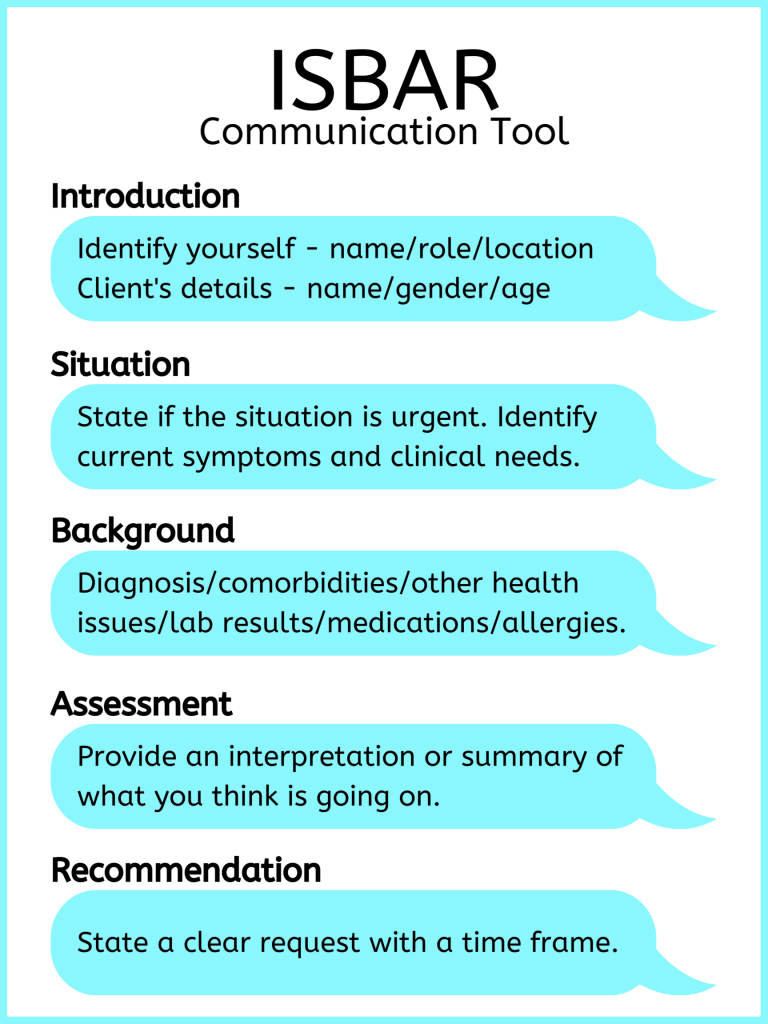 ISBAR
Communication Tool
Introduction
Identify yourself - name/role/location
Client's details - name/gender/age
Situation
State if the situation is urgent. Identify
current symptoms and clinical needs.
Background
Diagnosis/comorbidities/other health
issues/lab results/medications/allergies.
Assessment
Provide an interpretation or summary of
what you think is going on.
Recommendation
State a clear request with a time frame.